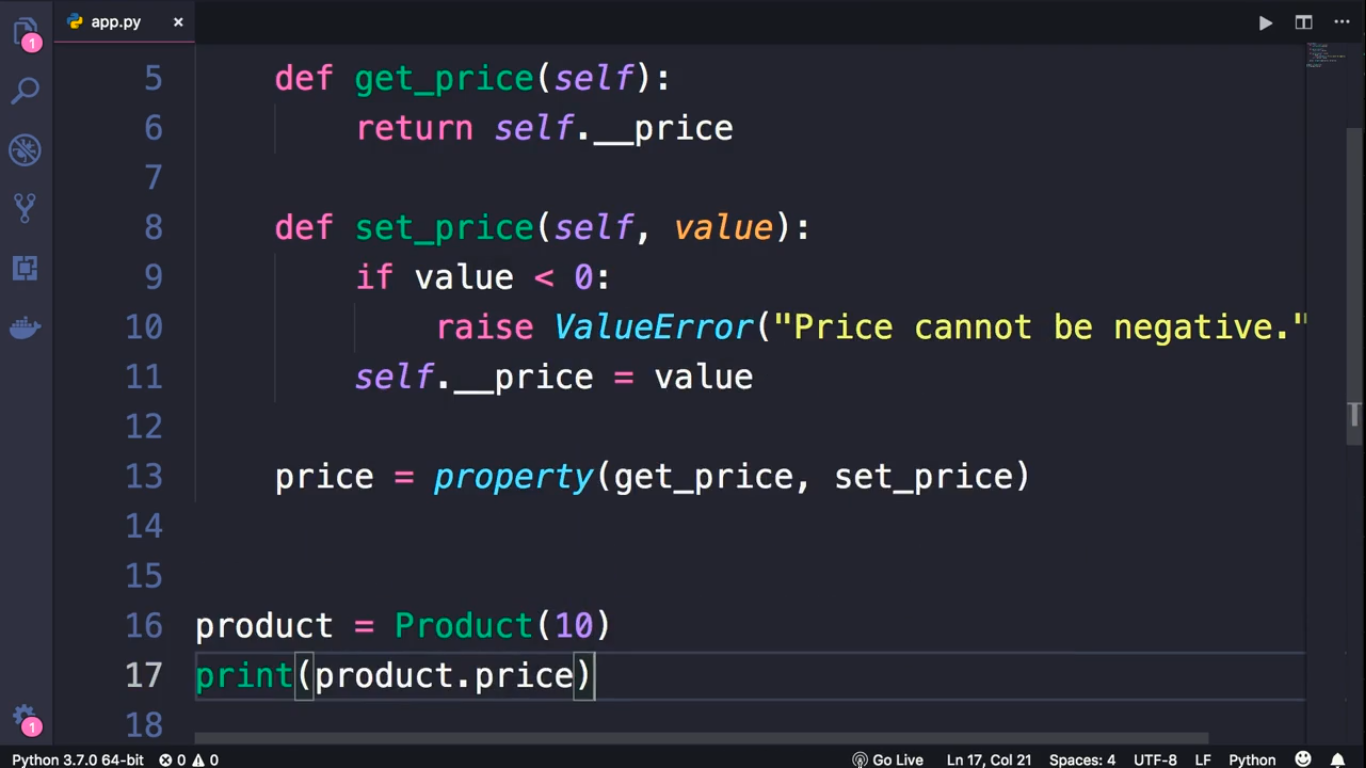 1
app.py
5 def get_price(self):
6 return self.__price
7
8 def set_price(self, value):
9 if value < 0:
10 raise ValueError("Price cannot be negative."
11 self.__price = value
12
13 price = property(get_price, set_price)
14
15
16 product = Product(10)
17 print(product.price)
18
1
Python 3.7.0 64-bit 0 0 Go Live Ln 17, Col 21 Spaces: 4 UTF-8 LF Python